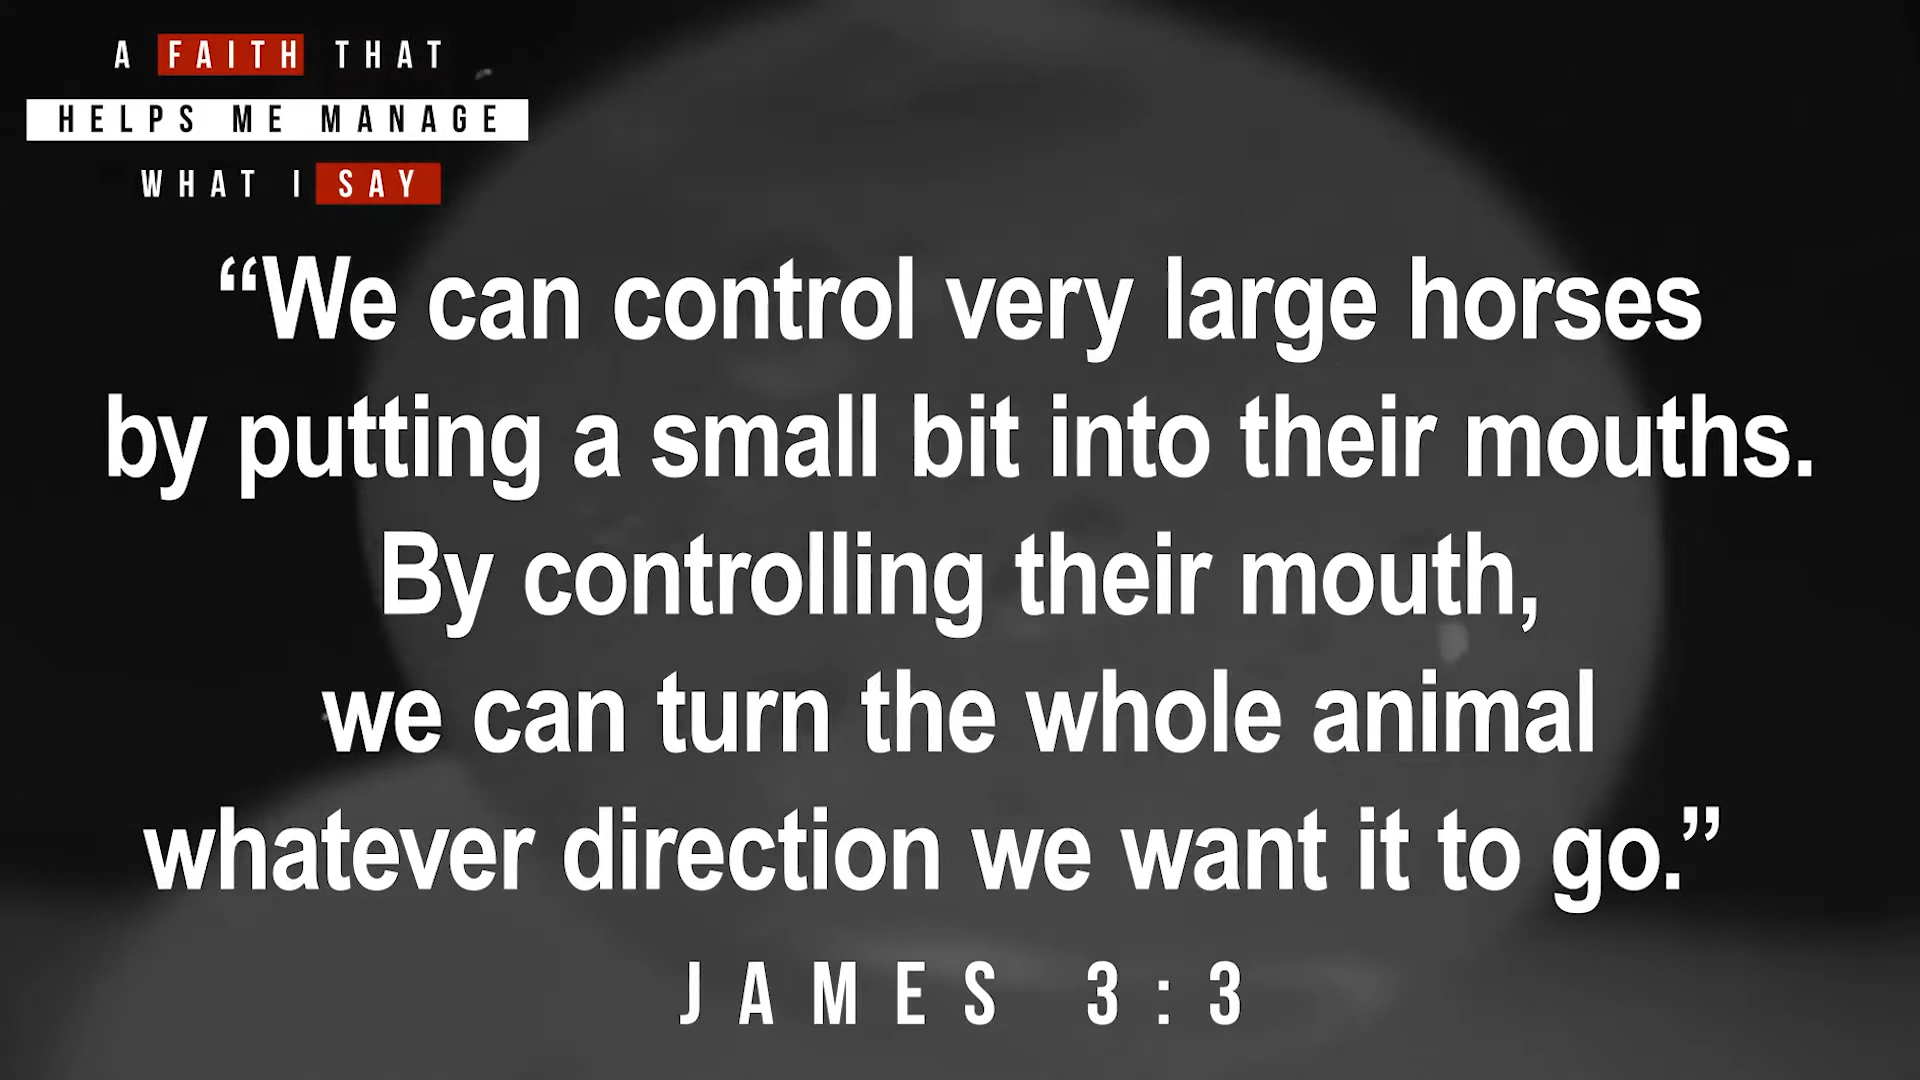 A FAITH THAT
HELPS ME MANAGE
WHAT I SAY
“We can control very large horses
by putting a small bit into their mouths.
By controlling their mouth,
we can turn the whole animal
whatever direction we want it to go.”
JAMES 3:3